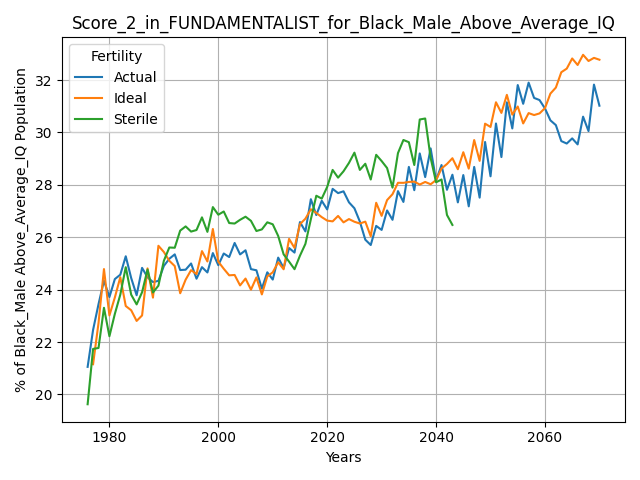 Score_2_in_FUNDAMENTALIST_for_Black_Male_Above_Average_IQ
Fertility
Actual
Ideal
Sterile
% of Black_Male Above_Average_IQ Population
32
30
28
26
24
22
20
1980
2000
2020
2040
2060
Years